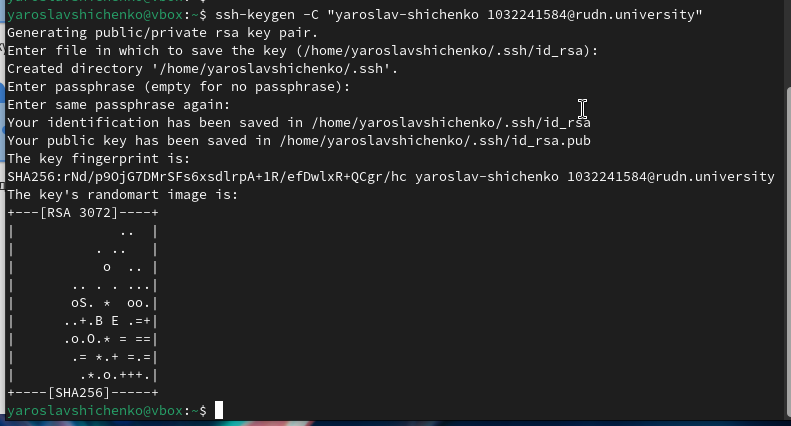 yaroslavshichenko@vbox:~$ ssh-keygen -C "yaroslav-shichenko 1032241584@rudn.university"
Generating public/private rsa key pair.
Enter file in which to save the key (/home/yaroslavshichenko/.ssh/id_rsa):
Created directory '/home/yaroslavshichenko/.ssh'.
Enter passphrase (empty for no passphrase):
Enter same passphrase again:
Your identification has been saved in /home/yaroslavshichenko/.ssh/id_rsa
Your public key has been saved in /home/yaroslavshichenko/.ssh/id_rsa.pub
The key fingerprint is:
SHA256:rNd/p9OjG7DMrSFs6xsdlrpA+1R/efDwlxR+QCgr/hc yaroslav-shichenko 1032241584@rudn.university
The key's randomart image is:
+---[RSA 3072]----+
|             ..  |
|          . ..   |
|           o  .. |
|       .. . . ...|
|       oS. *  oo.|
|      ..+.B E .=+|
|      .o.O.* = ==|
|       .= *.+ =.=|
|        .*.o.+++.|
+----[SHA256]-----+
yaroslavshichenko@vbox:~$